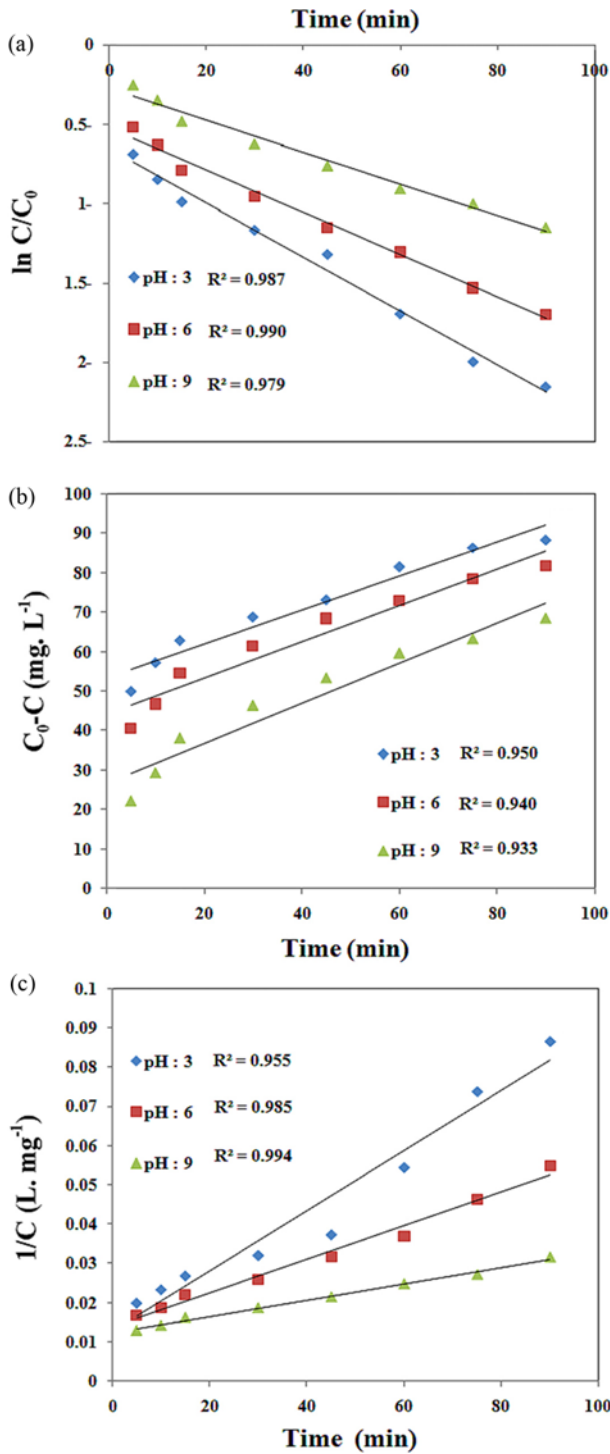 (a)
Time (min)
0 20 40 60 80 100
0
0.5-
1-
1.5-
2-
2.5-
ln C/C0
pH : 3 R² = 0.987
pH : 6 R² = 0.990
pH : 9 R² = 0.979
(b)
100
90
80
70
60
50
40
30
20
10
0
C0-C (mg. L-1)
pH : 3 R² = 0.950
pH : 6 R² = 0.940
pH : 9 R² = 0.933
0 20 40 60 80 100
Time (min)
(c)
0.1
0.09
0.08
0.07
0.06
0.05
0.04
0.03
0.02
0.01
0
1/C (L. mg-1)
pH : 3 R² = 0.955
pH : 6 R² = 0.985
pH : 9 R² = 0.994
0 20 40 60 80 100
Time (min)